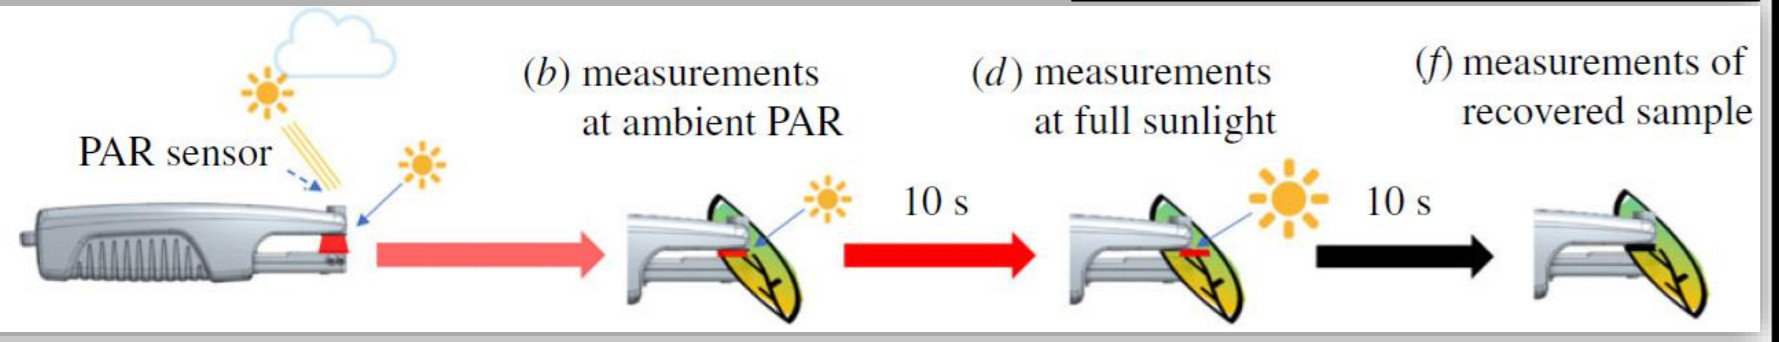 PAR sensor
(b) measurements
at ambient PAR
10 s
(d) measurements
at full sunlight
10 s
(f) measurements of
recovered sample